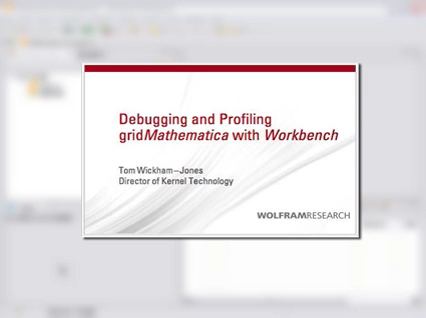 Debugging and Profiling
gridMathematica with Workbench
Tom Wickham–Jones
Director of Kernel Technology
WOLFRAMRESEARCH